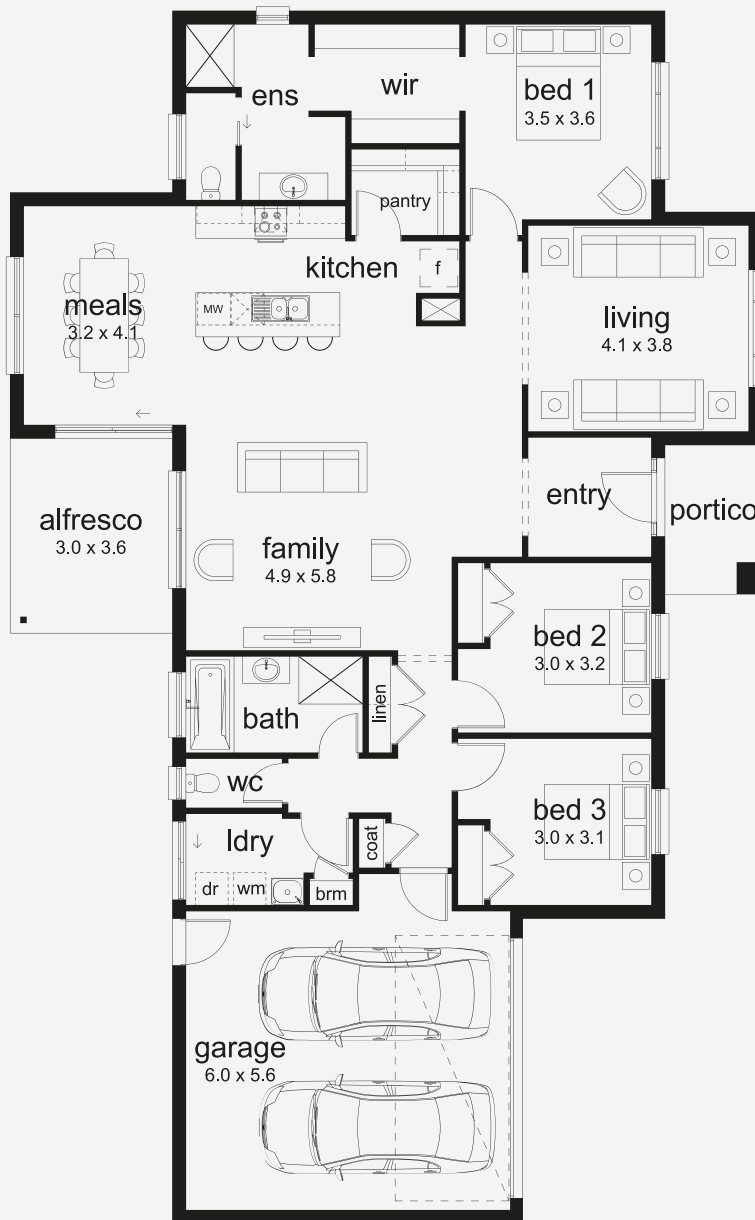 ens
wir
bed 1
3.5 x 3.6
pantry
kitchen
f
meals
3.2 x 4.1
MW
living
4.1 x 3.8
alfresco
3.0 x 3.6
family
4.9 x 5.8
entry
portico
bed 2
3.0 x 3.2
linen
bath
wc
bed 3
3.0 x 3.1
ldry
coat
dr
wm
brm
garage
6.0 x 5.6